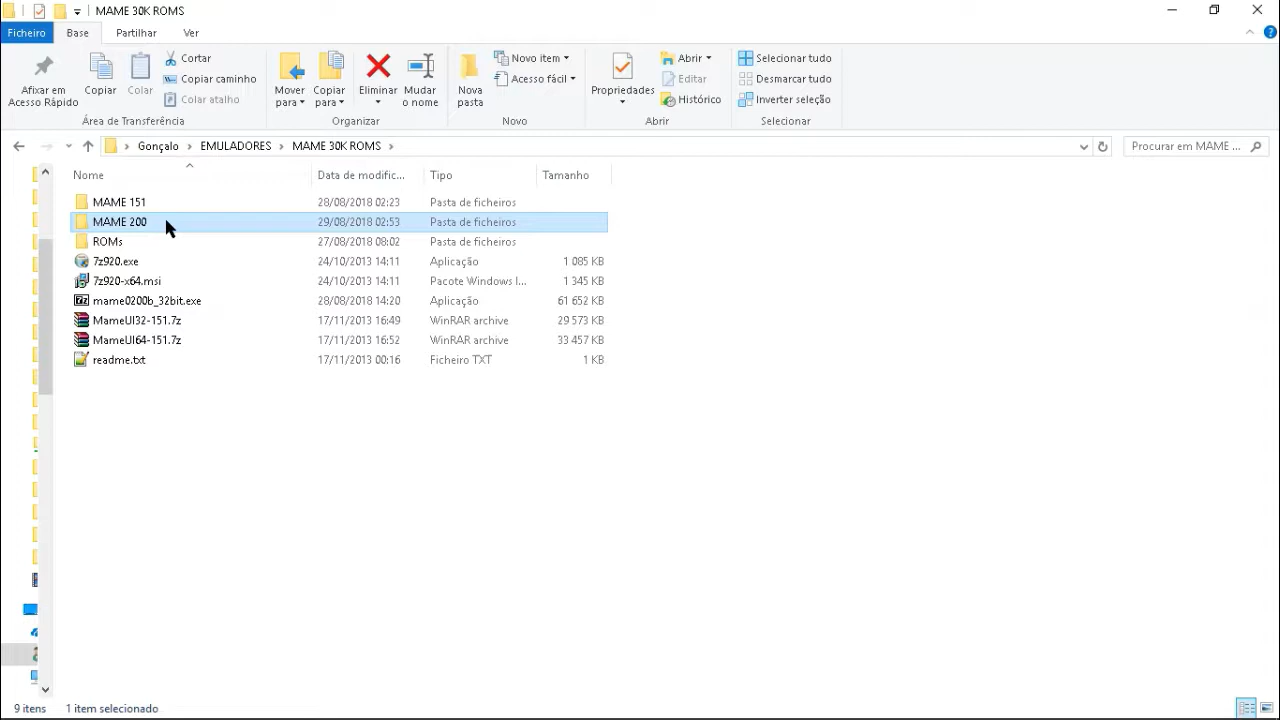 MAME 30K ROMS
Ficheiro Base Partilhar Ver
Afixar em Acesso Rápido
Copiar
Colar
Cortar
Copiar caminho
Colar atalho
Área de Transferência
Mover para
Copiar para
Eliminar
Mudar o nome
Organizar
Nova pasta
Novo item
Acesso fácil
Novo
Propriedades
Abrir
Editar
Histórico
Abrir
Selecionar tudo
Desmarcar tudo
Inverter seleção
Selecionar
Gonçalo EMULADORES MAME 30K ROMS
Procurar em MAME ...
Nome Data de modific... Tipo Tamanho
MAME 151 28/08/2018 02:23 Pasta de ficheiros
MAME 200 29/08/2018 02:53 Pasta de ficheiros
ROMs 27/08/2018 08:02 Pasta de ficheiros
7z920.exe 24/10/2013 14:11 Aplicação 1 085 KB
7z920-x64.msi 24/10/2013 14:11 Pacote Windows I... 1 345 KB
mame0200b_32bit.exe 28/08/2018 14:20 Aplicação 61 652 KB
MameUI32-151.7z 17/11/2013 16:49 WinRAR archive 29 573 KB
MameUI64-151.7z 17/11/2013 16:52 WinRAR archive 33 457 KB
readme.txt 17/11/2013 00:16 Ficheiro TXT 1 KB
9 itens 1 item selecionado